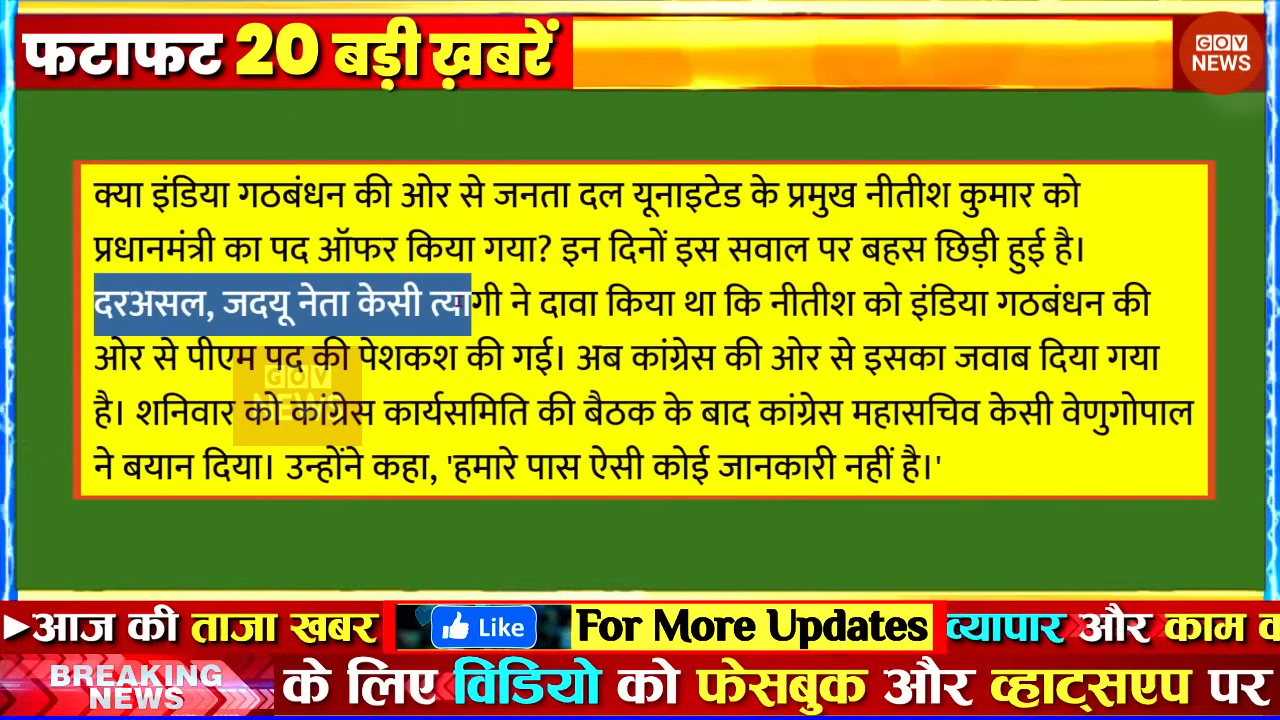 फटाफट 20 बड़ी ख़बरें
GOV
NEWS
क्या इंडिया गठबंधन की ओर से जनता दल यूनाइटेड के प्रमुख नीतीश कुमार को
प्रधानमंत्री का पद ऑफर किया गया? इन दिनों इस सवाल पर बहस छिड़ी हुई है।
दरअसल, जदयू नेता केसी त्यागी ने दावा किया था कि नीतीश को इंडिया गठबंधन की
ओर से पीएम पद की पेशकश की गई। अब कांग्रेस की ओर से इसका जवाब दिया गया
है। शनिवार को कांग्रेस कार्यसमिति की बैठक के बाद कांग्रेस महासचिव केसी वेणुगोपाल
ने बयान दिया। उन्होंने कहा, 'हमारे पास ऐसी कोई जानकारी नहीं है।'
GOV
NEWS
आज की ताजा खबर Like For More Updates व्यापार और काम
BREAKING
NEWS
के लिए विडियो को फेसबुक और व्हाट्सएप पर